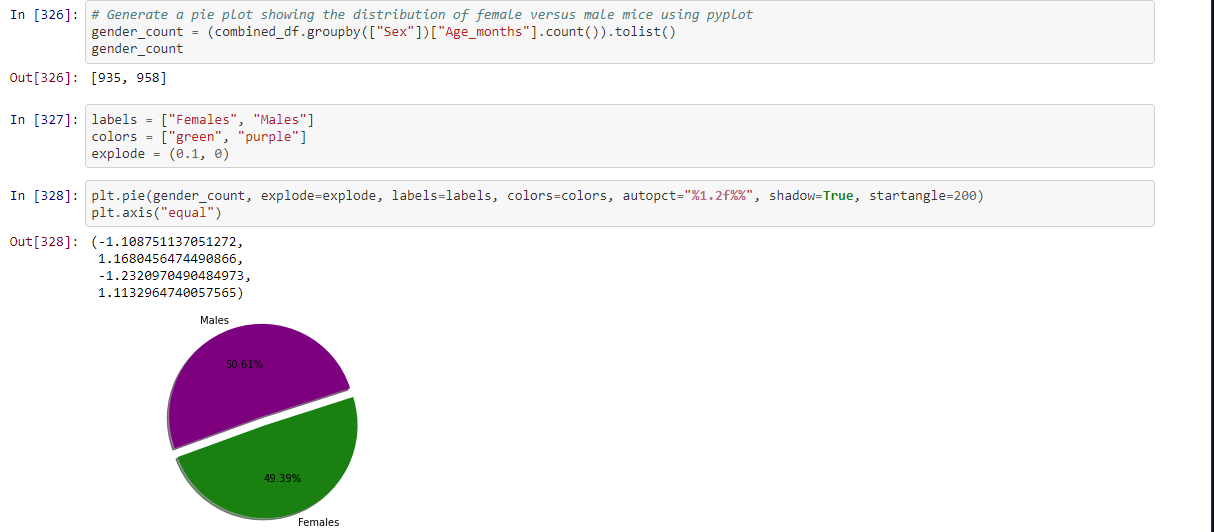 In [326]: # Generate a pie plot showing the distribution of female versus male mice using pyplot
gender_count = (combined_df.groupby(["Sex"])["Age_months"].count()).tolist()
gender_count
Out[326]: [935, 958]
In [327]: labels = ["Females", "Males"]
colors = ["green", "purple"]
explode = (0.1, 0)
In [328]: plt.pie(gender_count, explode=explode, labels=labels, colors=colors, autopct="%1.2f%%", shadow=True, startangle=200)
plt.axis("equal")
Out[328]: (-1.108751137051272,
1.1680456474490866,
-1.2320970490484973,
1.1132964740057565)
Males
50.61%
49.39%
Females